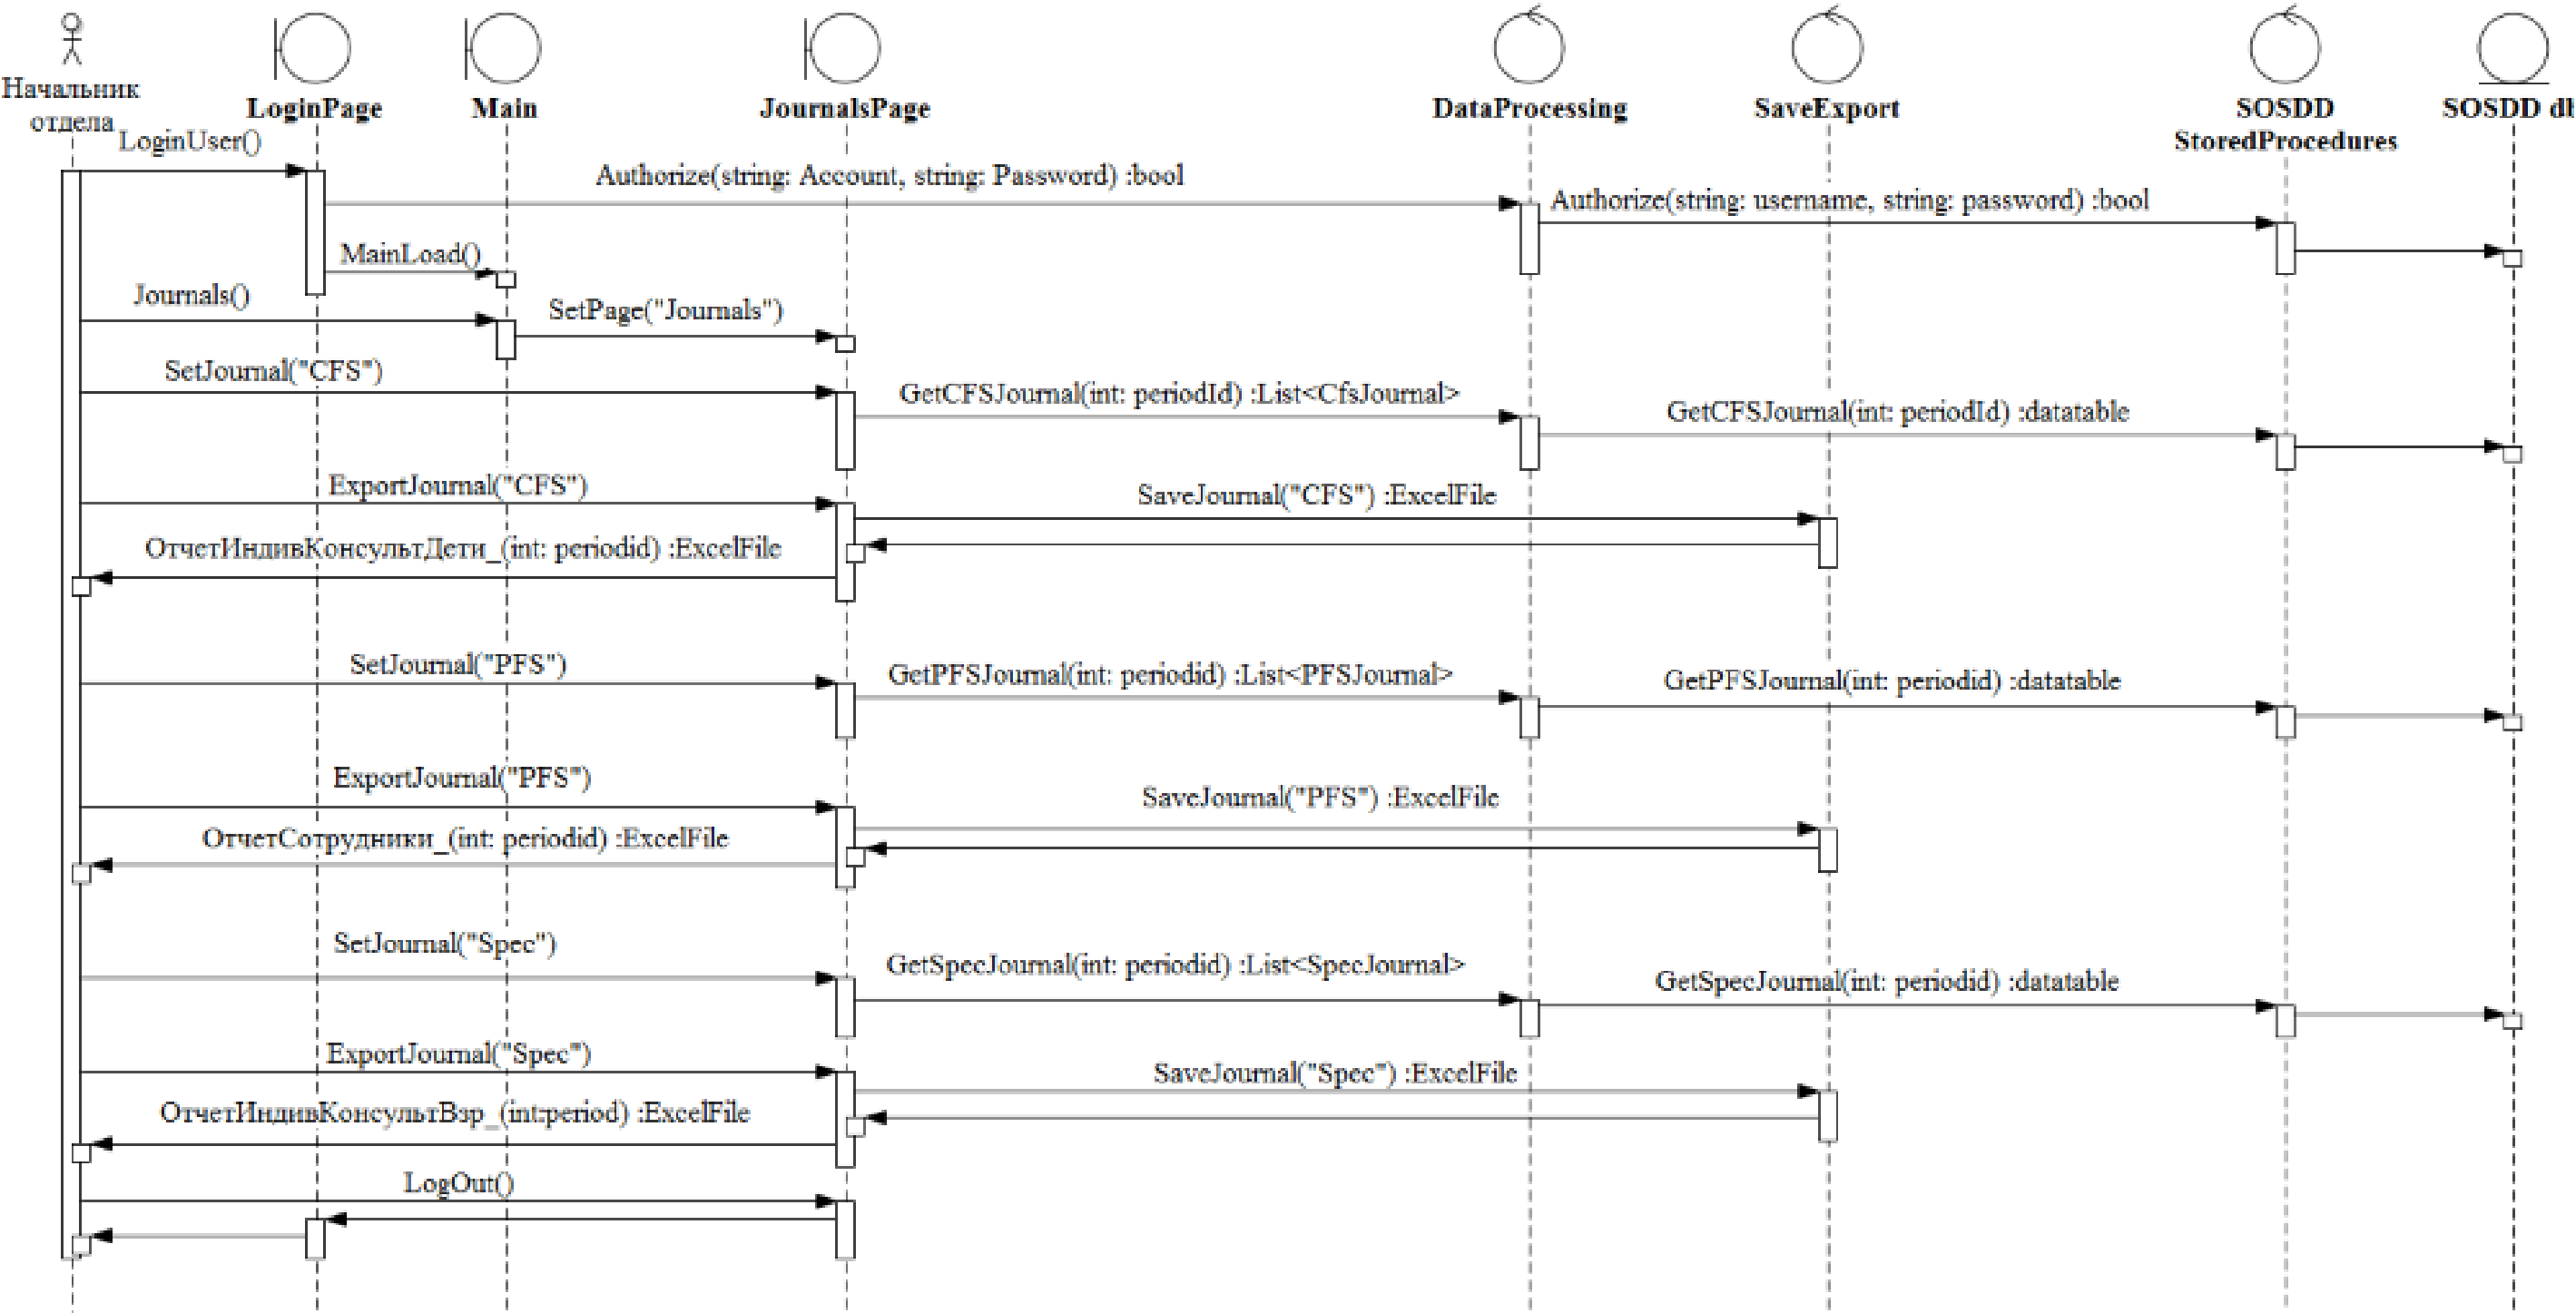 Начальник
отдела
LoginPage
Main
JournalsPage
DataProcessing
SaveExport
SOSDD
StoredProcedures
SOSDD
LoginUser()
Authorize(string: Account, string: Password) :bool
Authorize(string: username, string: password) :bool
MainLoad()
Journals()
SetPage("Journals")
SetJournal("CFS")
GetCFSJournal(int: periodId) :List<CfsJournal>
GetCFSJournal(int: periodId) :datatable
ExportJournal("CFS")
SaveJournal("CFS") :ExcelFile
ОтчетИндивКонсультДети_(int: periodid) :ExcelFile
SetJournal("PFS")
GetPFSJournal(int: periodid) :List<PFSJournal>
GetPFSJournal(int: periodid) :datatable
ExportJournal("PFS")
SaveJournal("PFS") :ExcelFile
ОтчетСотрудники_(int: periodid) :ExcelFile
SetJournal("Spec")
GetSpecJournal(int: periodid) :List<SpecJournal>
GetSpecJournal(int: periodid) :datatable
ExportJournal("Spec")
SaveJournal("Spec") :ExcelFile
ОтчетИндивКонсультВзр_(int:period) :ExcelFile
LogOut()